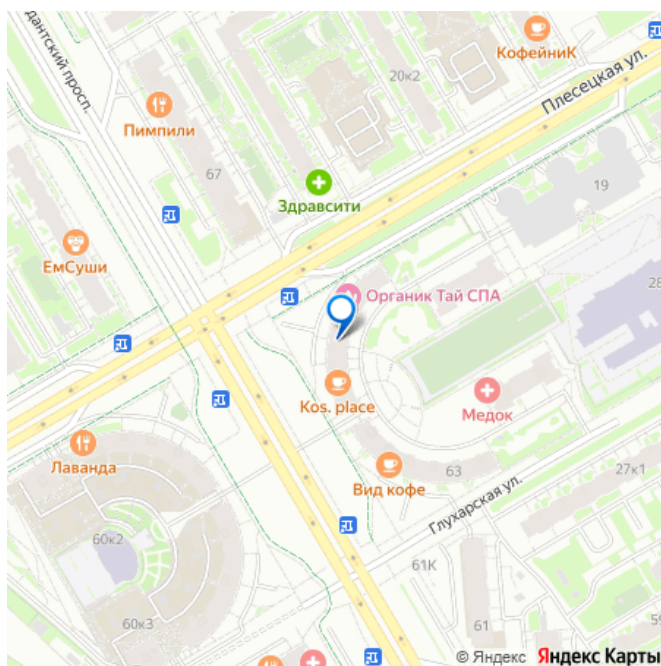 КофейниК
дантский просп.
20к2
Плесецкая ул.
Пимпили
67
Здравсити
19
ЕмСуши
28
Органик Тай СПА
Kos. place
Медок
Лаванда
63
Вид кофе
27к1
Глухарская ул.
60к2
61К
60к3
61
59
© Яндекс Яндекс Карты